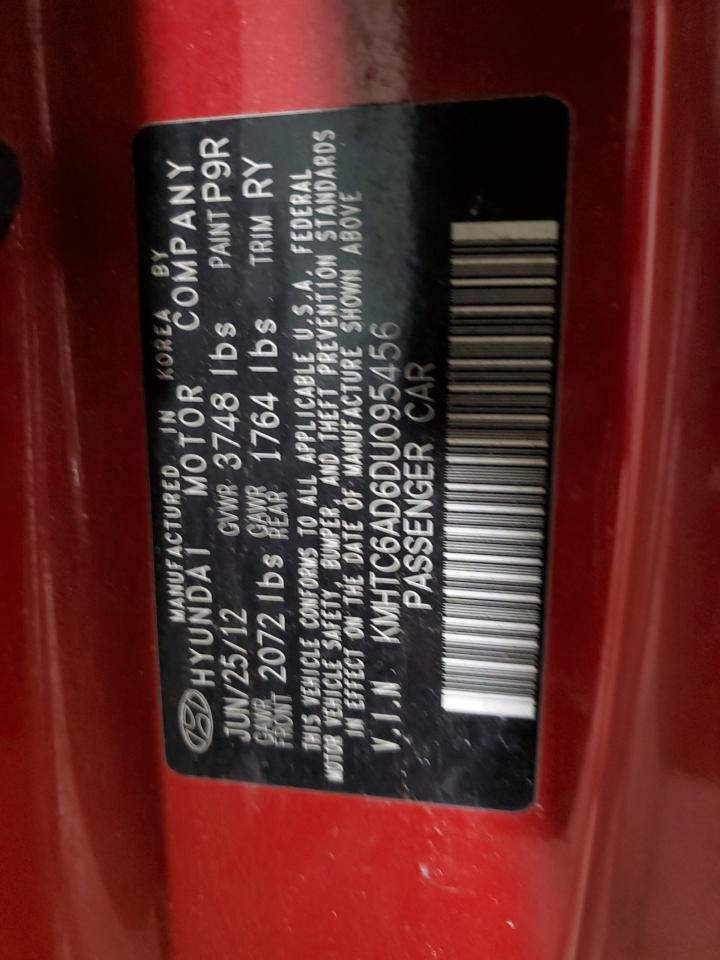 MANUFACTURED IN KOREA BY
HYUNDAI MOTOR COMPANY
JUN/25/12 GVWR 3748 lbs PAINT P9R
GAWR FRONT 2072 lbs GAWR REAR 1764 lbs TRIM RY
THIS VEHICLE CONFORMS TO ALL APPLICABLE U.S.A. FEDERAL
MOTOR VEHICLE SAFETY, BUMPER, AND THEFT PREVENTION STANDARDS
IN EFFECT ON THE DATE OF MANUFACTURE SHOWN ABOVE
V.I.N KMHTC6AD6DU095456
PASSENGER CAR